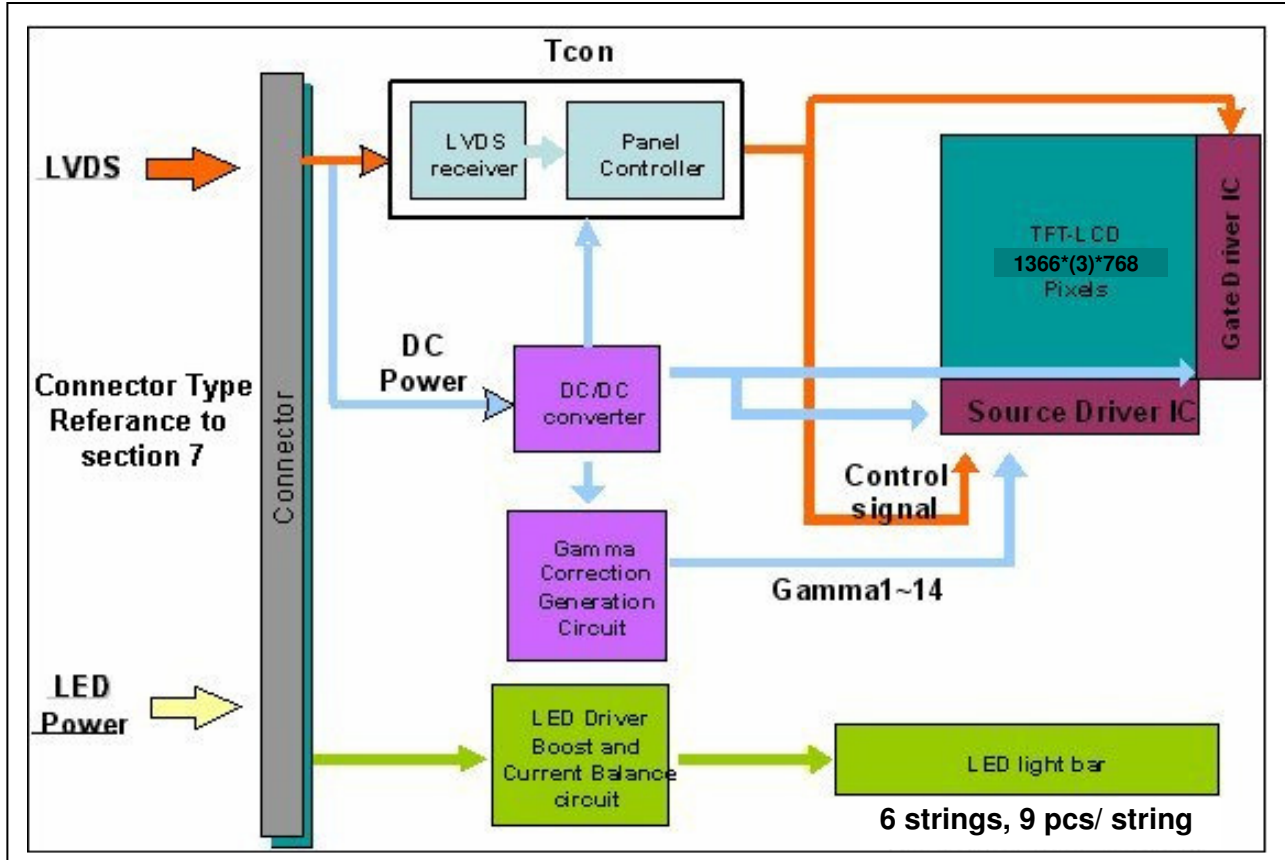 Tcon
LVDS
receiver
Panel
Controller
LVDS
TFT-LCD
1366*(3)*768
Pixels
Gate Driver IC
DC
Power
DC/DC
converter
Connector Type
Referance to
section 7
Connector
Source Driver IC
Control
signal
Gamma
Correction
Generation
Circuit
Gamma1~14
LED
Power
LED Driver
Boost and
Current Balance
circuit
LED light bar
6 strings, 9 pcs/ string